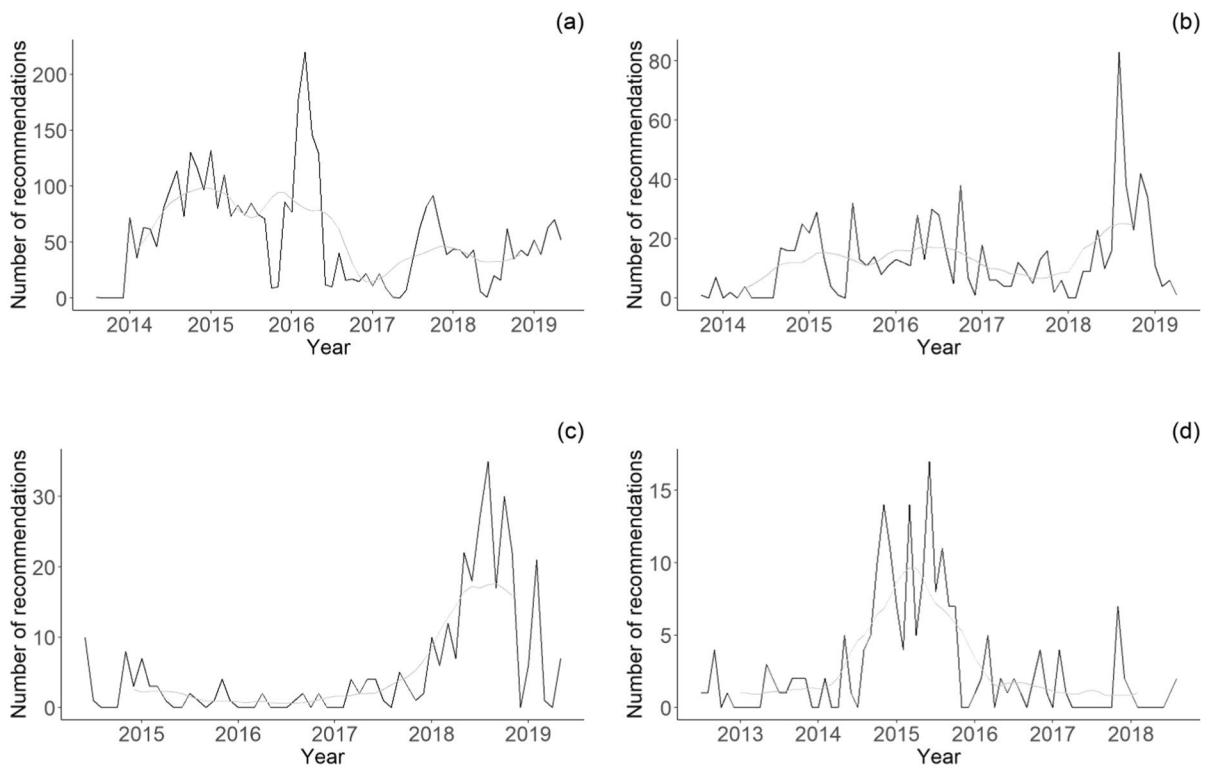 (a)
Number of recommendations
200
150
100
50
0
2014 2015 2016 2017 2018 2019
Year
(b)
Number of recommendations
80
60
40
20
0
2014 2015 2016 2017 2018 2019
Year
(c)
Number of recommendations
30
20
10
0
2015 2016 2017 2018 2019
Year
(d)
Number of recommendations
15
10
5
0
2013 2014 2015 2016 2017 2018
Year